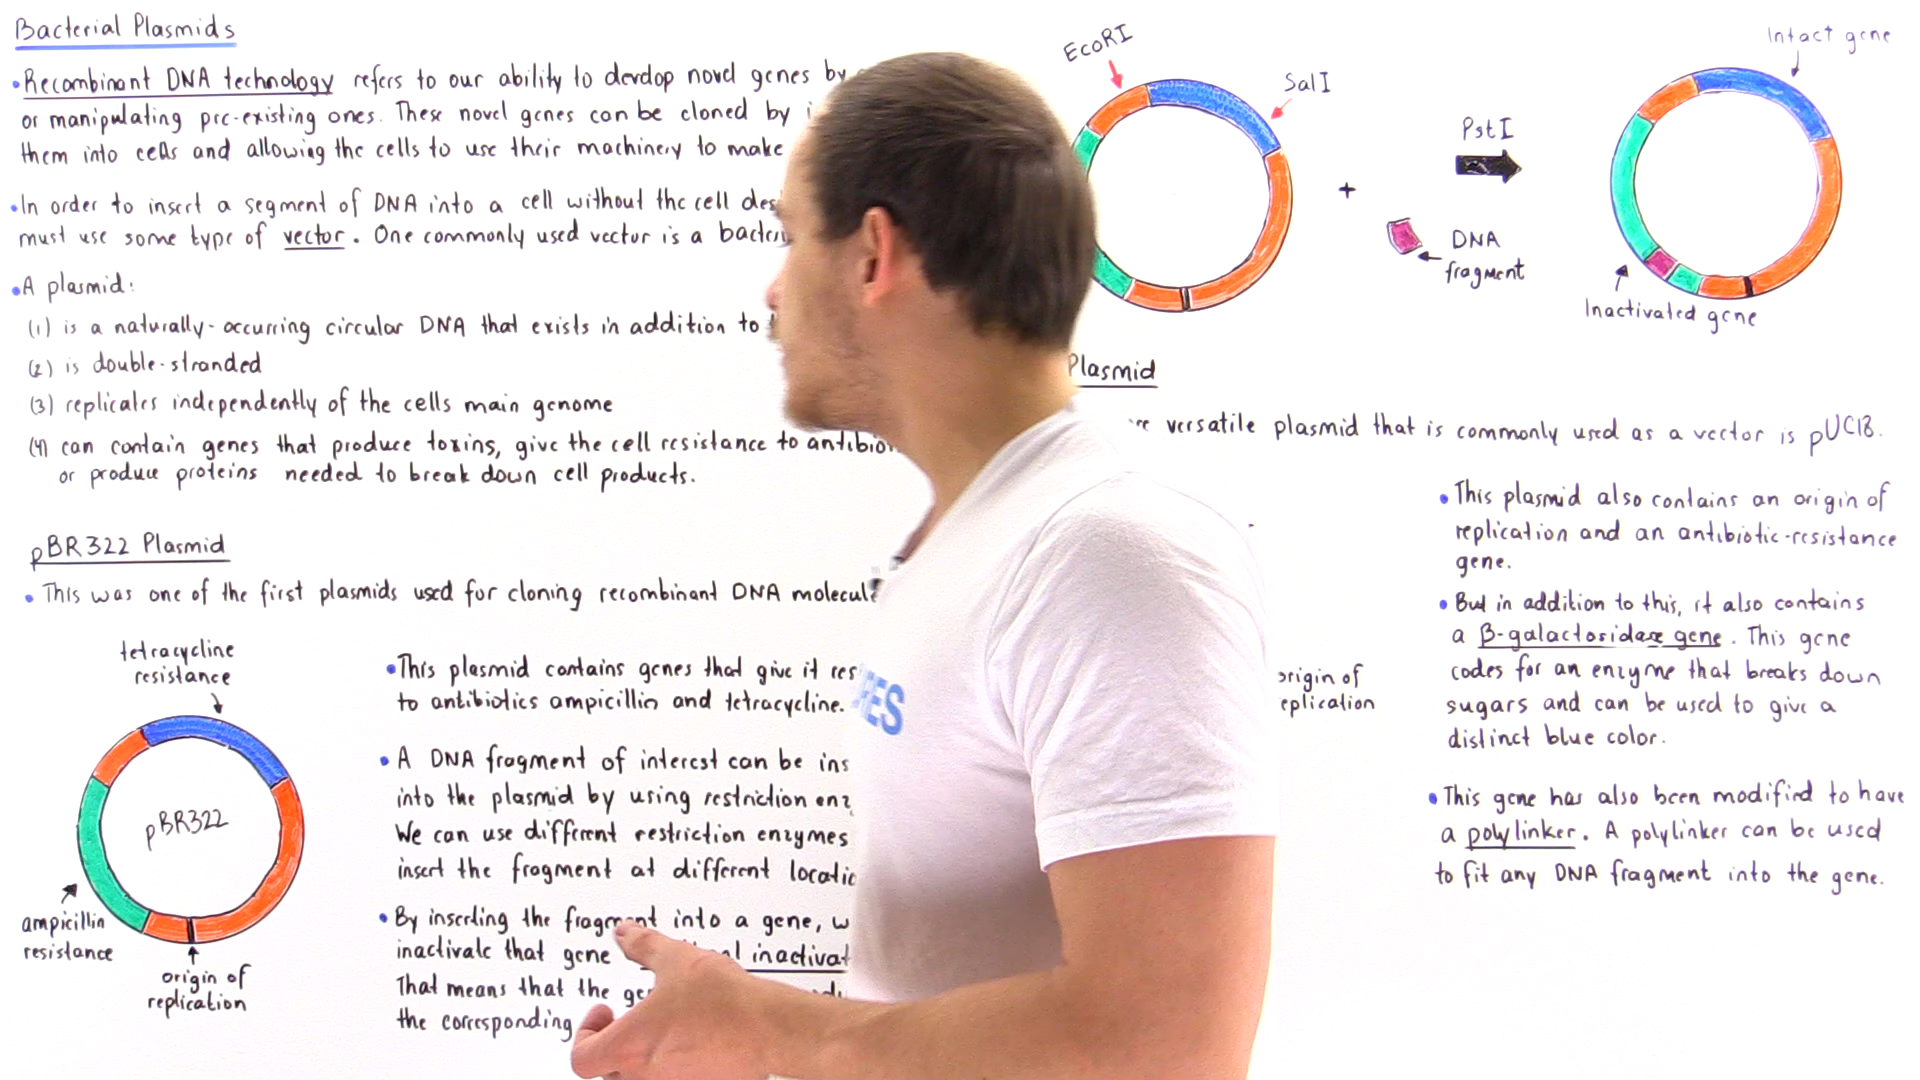 Bacterial Plasmids
•Recombinant DNA technology refers to our ability to develop novel genes by
or manipulating pre-existing ones. These novel genes can be cloned by
them into cells and allowing the cells to use their machinery to make
•In order to insert a segment of DNA into a cell without the cell
must use some type of vector. One commonly used vector is a
•A plasmid:
(1) is a naturally-occurring circular DNA that exists in addition to
(2) is double-stranded
(3) replicates independently of the cells main genome
(4) can contain genes that produce toxins, give the cell resistance to
or produce proteins needed to break down cell products.
pBR322 Plasmid
• This was one of the first plasmids used for cloning recombinant DNA
tetracycline
resistance
pBR322
ampicillin
resistance
origin of
replication
•This plasmid contains genes that give it
to antibiotics ampicillin and tetracycline.
• A DNA fragment of interest can be
into the plasmid by using restriction
We can use different restriction enzymes
insert the fragment at different
• By inserting the fragment into a gene,
inactivate that gene
That means that the
the corresponding
ES
EcoRI
SalI
+
DNA
fragment
PstI
Intact gene
Inactivated gene
Plasmid
versatile plasmid that is commonly used as a vector is pUC18.
origin of
replication
• This plasmid also contains an origin of
replication and an antibiotic-resistance
gene.
• But in addition to this, it also contains
a β-galactosidase gene. This gene
codes for an enzyme that breaks down
sugars and can be used to give a
distinct blue color.
• This gene has also been modified to have
a polylinker. A polylinker can be used
to fit any DNA fragment into the gene.